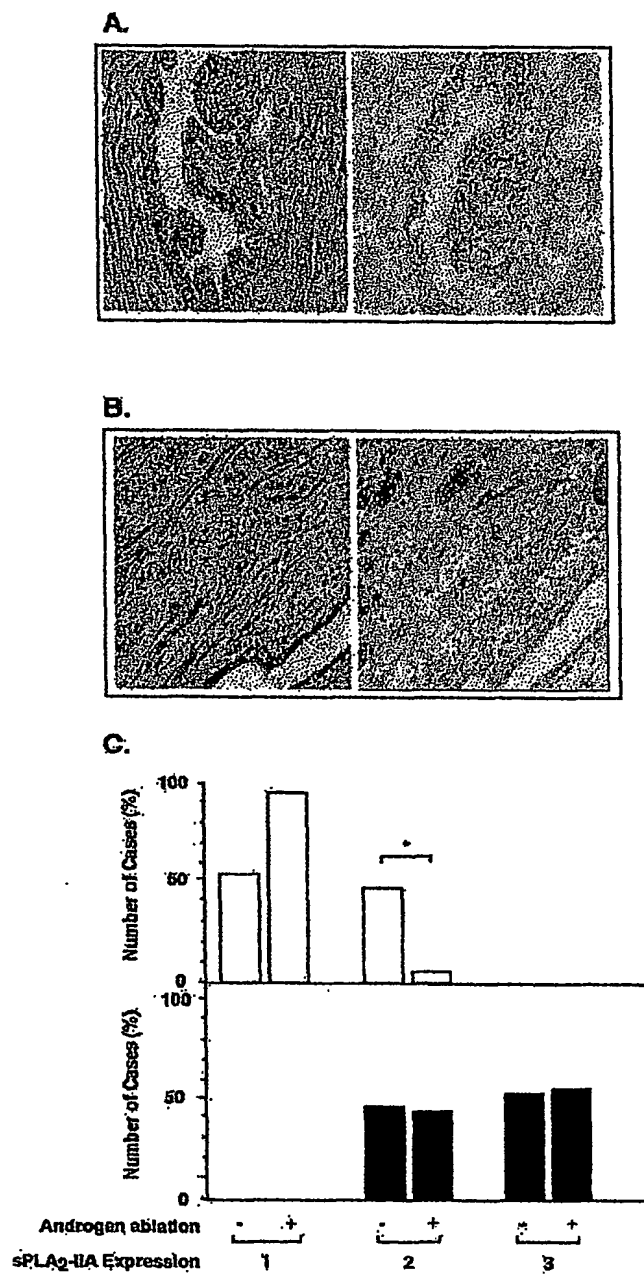 A.
B.
C.
Number of Cases (%)
100
50
0
*
Number of Cases (%)
100
50
0
Androgen ablation - + - + - +
sPLA2-IIA Expression 1 2 3